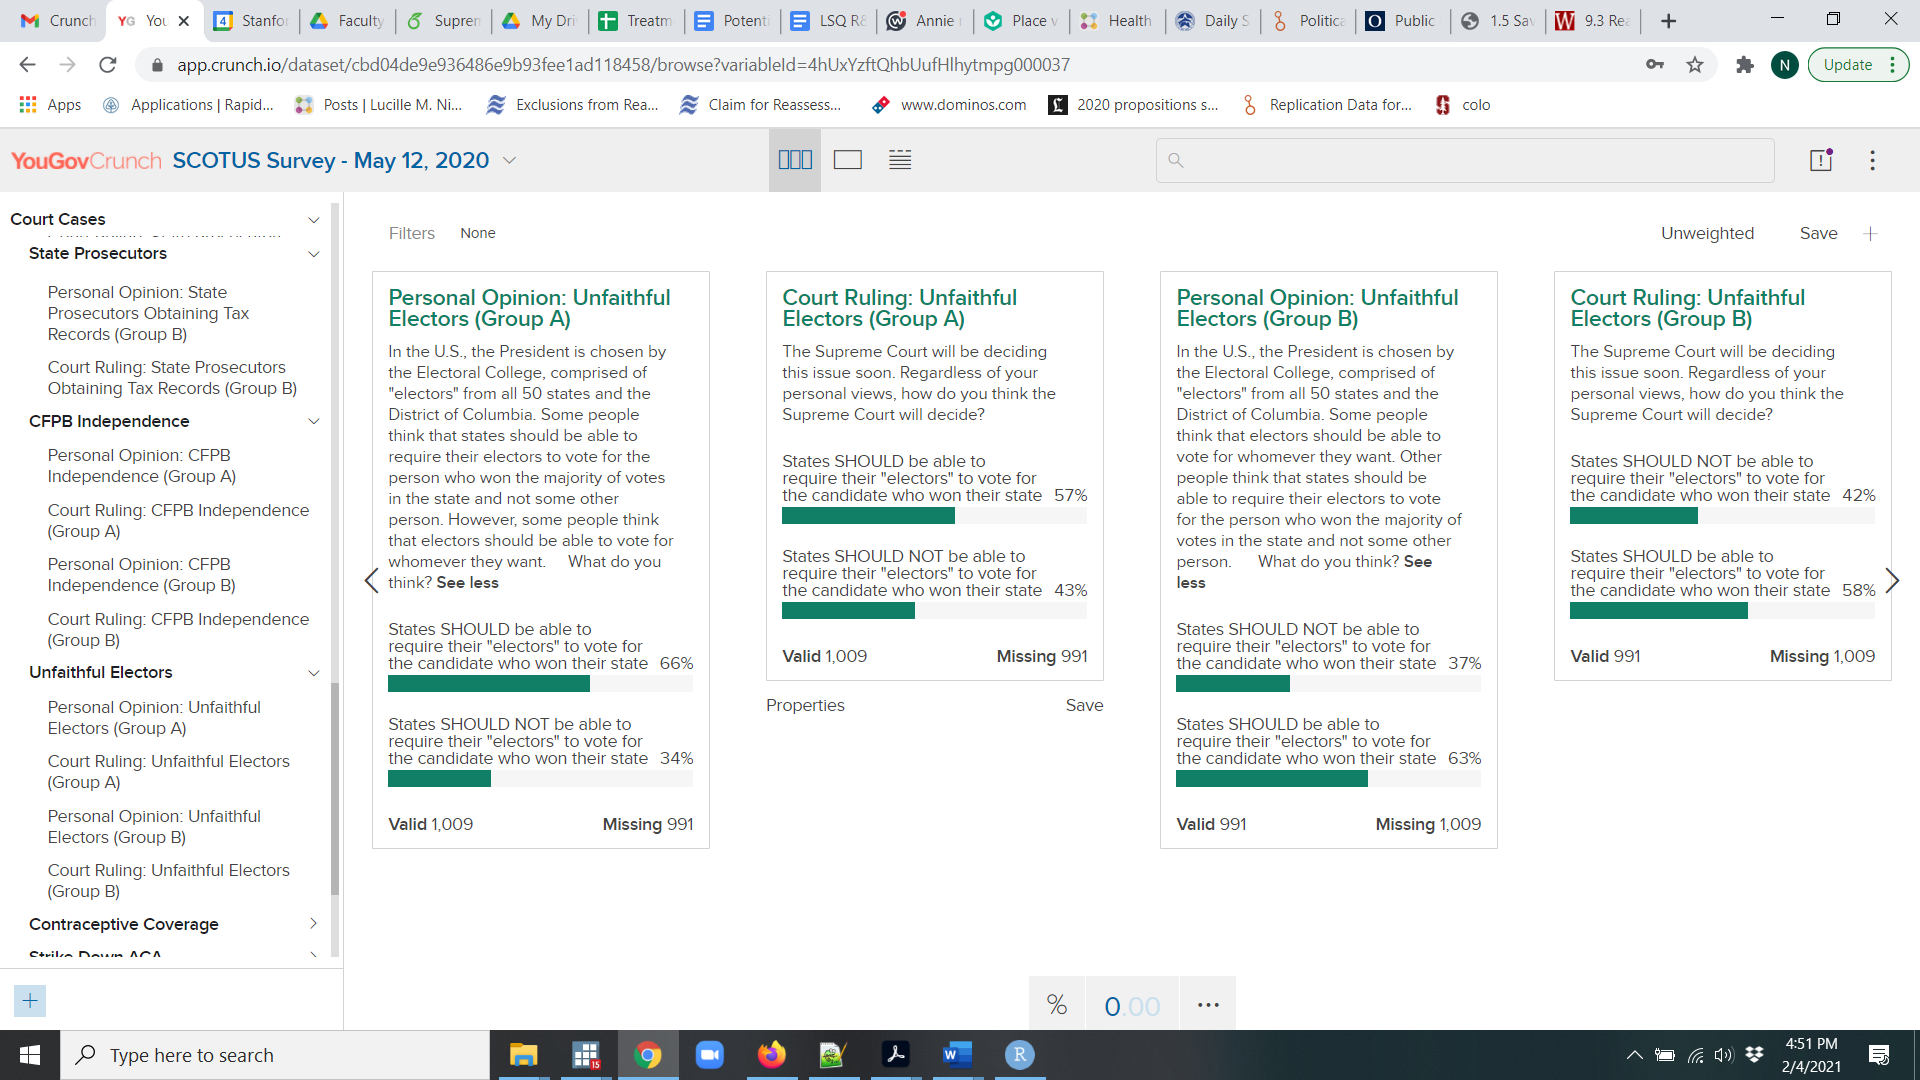 Crunch
YG You
4 Stanfor
Faculty
Suprem
My Driv
Treatm
Potenti
LSQ R&
Annie
Place v
Health
Daily S
Politica
Public
1.5 Sav
W 9.3 Rea
app.crunch.io/dataset/cbd04de9e936486e9b93fee1ad118458/browse?variableId=4hUxYzftQhbUufHlhytmpg000037
N
Update
Apps
Applications | Rapid...
Posts | Lucille M. Ni...
Exclusions from Rea...
Claim for Reassess...
www.dominos.com
2020 propositions s...
Replication Data for...
colo
YouGovCrunch SCOTUS Survey - May 12, 2020
Court Cases
State Prosecutors
Personal Opinion: State
Prosecutors Obtaining Tax
Records (Group B)
Court Ruling: State Prosecutors
Obtaining Tax Records (Group B)
CFPB Independence
Personal Opinion: CFPB
Independence (Group A)
Court Ruling: CFPB Independence
(Group A)
Personal Opinion: CFPB
Independence (Group B)
Court Ruling: CFPB Independence
(Group B)
Unfaithful Electors
Personal Opinion: Unfaithful
Electors (Group A)
Court Ruling: Unfaithful Electors
(Group A)
Personal Opinion: Unfaithful
Electors (Group B)
Court Ruling: Unfaithful Electors
(Group B)
Contraceptive Coverage
Strike Down ACA
Filters None
Unweighted Save
Personal Opinion: Unfaithful
Electors (Group A)
In the U.S., the President is chosen by
the Electoral College, comprised of
"electors" from all 50 states and the
District of Columbia. Some people
think that states should be able to
require their electors to vote for the
person who won the majority of votes
in the state and not some other
person. However, some people think
that electors should be able to vote for
whomever they want. What do you
think? See less
States SHOULD be able to
require their "electors" to vote for
the candidate who won their state 66%
States SHOULD NOT be able to
require their "electors" to vote for
the candidate who won their state 34%
Valid 1,009 Missing 991
Court Ruling: Unfaithful
Electors (Group A)
The Supreme Court will be deciding
this issue soon. Regardless of your
personal views, how do you think the
Supreme Court will decide?
States SHOULD be able to
require their "electors" to vote for
the candidate who won their state 57%
States SHOULD NOT be able to
require their "electors" to vote for
the candidate who won their state 43%
Valid 1,009 Missing 991
Properties Save
Personal Opinion: Unfaithful
Electors (Group B)
In the U.S., the President is chosen by
the Electoral College, comprised of
"electors" from all 50 states and the
District of Columbia. Some people
think that electors should be able to
vote for whomever they want. Other
people think that states should be
able to require their electors to vote
for the person who won the majority of
votes in the state and not some other
person. What do you think? See
less
States SHOULD NOT be able to
require their "electors" to vote for
the candidate who won their state 37%
States SHOULD be able to
require their "electors" to vote for
the candidate who won their state 63%
Valid 991 Missing 1,009
Court Ruling: Unfaithful
Electors (Group B)
The Supreme Court will be deciding
this issue soon. Regardless of your
personal views, how do you think the
Supreme Court will decide?
States SHOULD NOT be able to
require their "electors" to vote for
the candidate who won their state 42%
States SHOULD be able to
require their "electors" to vote for
the candidate who won their state 58%
Valid 991 Missing 1,009
% 0.00 ...
Type here to search
15
4:51 PM
2/4/2021